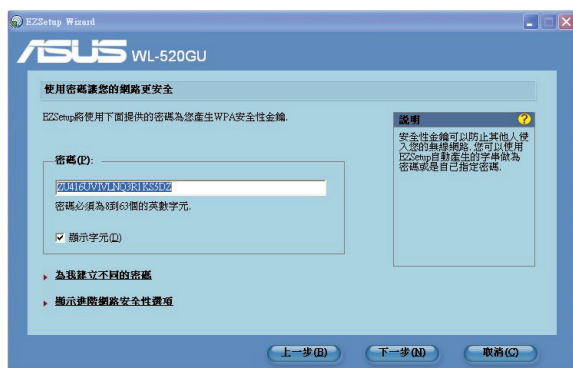 EZSetup Wizard
ASUS WL-520GU
使用密碼讓您的網路更安全
EZSetup將使用下面提供的密碼為您產生WPA安全性金鑰.
密碼(P):
密碼必須為8到63個的英數字元.
顯示字元(D)
為我建立不同的密碼
顯示進階網路安全性選項
說明
安全性金鑰可以防止其他人侵
入您的無線網路.您可以使用
EZSetup自動產生的字串做為
密碼或是自己指定密碼.
上一步(B)
下一步(N)
取消(C)